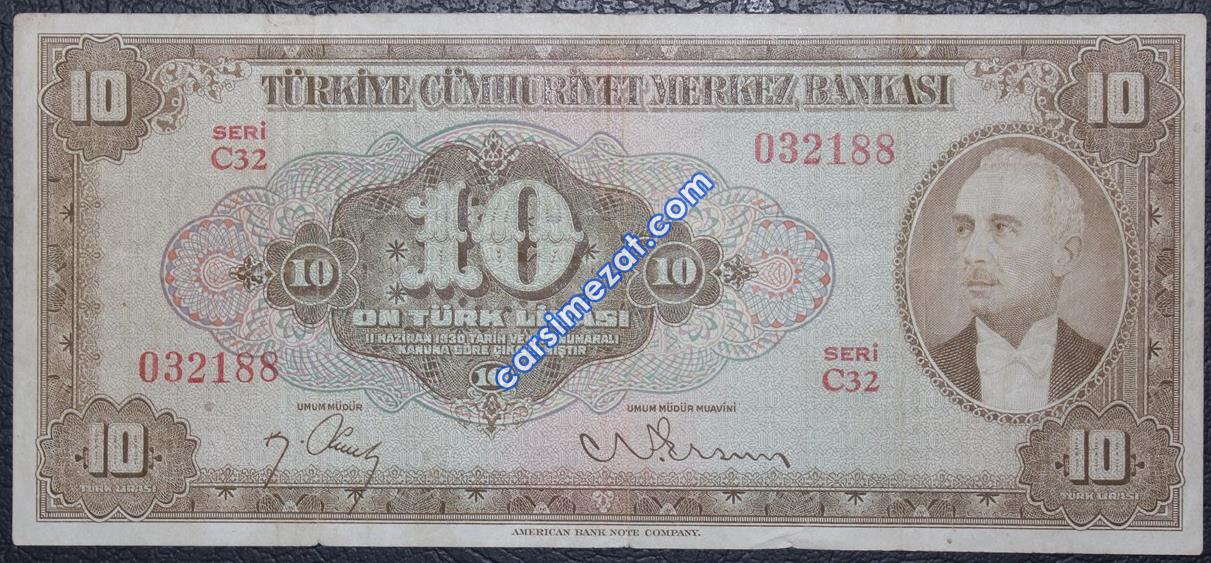 10
TÜRKİYE CÜMHURİYET MERKEZ BANKASI
10
SERİ
C32
032188
10
10
10
ON TÜRK LİRASI
11 HAZİRAN 1930 TARİH VE NUMARALI
KANUNA GÖRE
032188
SERİ
C32
10
carsimezat.com
UMUM MÜDÜR
UMUM MÜDÜR MUAVİNİ
10
TÜRK LİRASI
10
TÜRK LİRASI
AMERICAN BANK NOTE COMPANY.